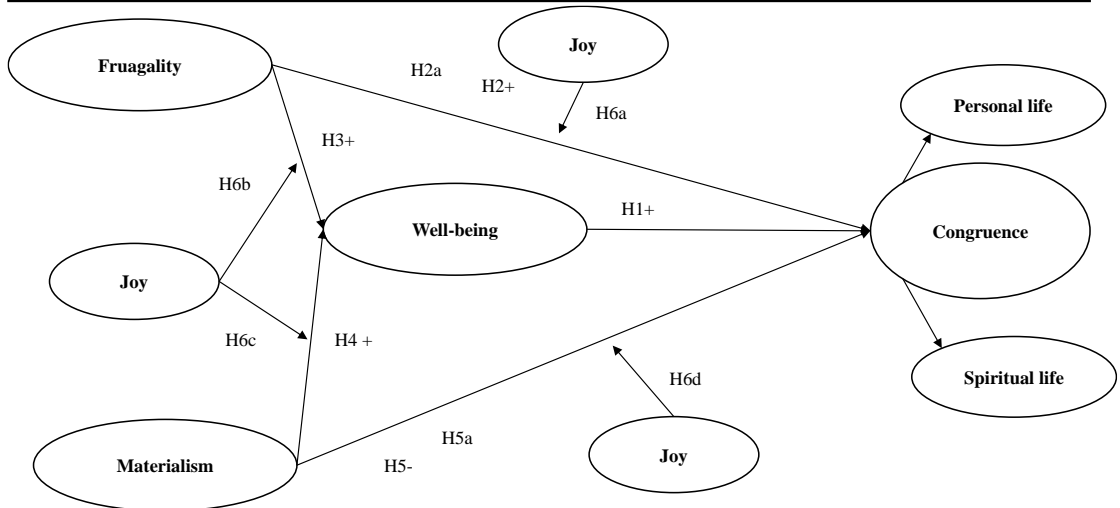 Joy
Fruagality
H2a
H2+
Personal life
H6a
H3+
H6b
H1+
Well-being
Congruence
Joy
H6c
H4 +
Spiritual life
H6d
H5a
Materialism
H5-
Joy